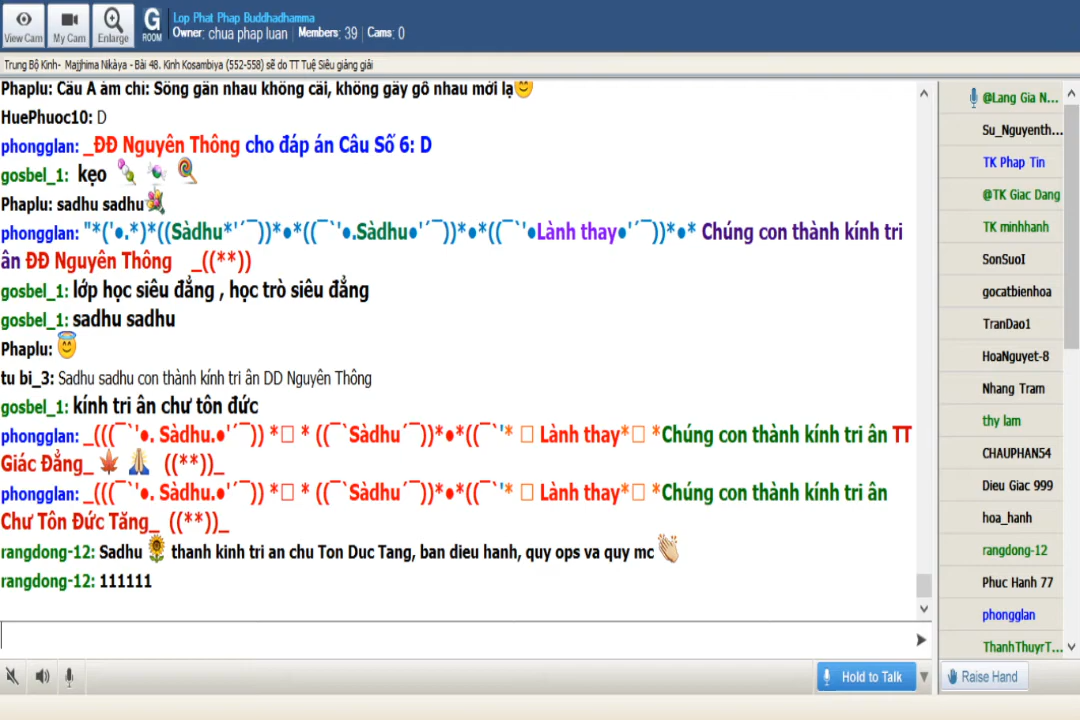 View Cam
My Cam
Enlarge
G
ROOM
Lop Phat Phap Buddhadhamma
Owner: chua phap luan | Members: 39 | Cams: 0
Trung Bộ Kinh- Majjhima Nikàya - Bài 48. Kinh Kosambiya (552-558) sẽ do TT Tuệ Siêu giảng giải
Phaplu: Câu A ám chỉ: Sống gần nhau không cãi, không gây gổ nhau mới lạ
HuePhuoc10: D
phongglan: _ĐĐ Nguyên Thông cho đáp án Câu Số 6: D
gosbel_1: kẹo
Phaplu: sadhu sadhu
phongglan: "*('●.*)*((Sàdhu*'´¯))*●*((¯`'●.Sàdhu●'´¯))*●*((¯`'●Lành thay●'´¯))*●* Chúng con thành kính tri
ân ĐĐ Nguyên Thông _((**))
gosbel_1: lớp học siêu đẳng , học trò siêu đẳng
gosbel_1: sadhu sadhu
Phaplu:
tu bi_3: Sadhu sadhu con thành kính tri ân DD Nguyên Thông
gosbel_1: kính tri ân chư tôn đức
phongglan: _(((¯`'●. Sàdhu.●'´¯)) *□ * ((¯`Sàdhu´¯))*●*((¯`'* □ Lành thay*□ *Chúng con thành kính tri ân TT
Giác Đẳng_ ((**))_
phongglan: _(((¯`'●. Sàdhu.●'´¯)) *□ * ((¯`Sàdhu´¯))*●*((¯`'* □ Lành thay*□ *Chúng con thành kính tri ân
Chư Tôn Đức Tăng_ ((**))_
rangdong-12: Sadhu thanh kinh tri an chu Ton Duc Tang, ban dieu hanh, quy ops va quy mc
rangdong-12: 111111
@Lang Gia N...
Su_Nguyenth...
TK Phap Tin
@TK Giac Dang
TK minhhanh
SonSuoI
gocatbienhoa
TranDao1
HoaNguyet-8
Nhang Tram
thy lam
CHAUPHAN54
Dieu Giac 999
hoa_hanh
rangdong-12
Phuc Hanh 77
phongglan
ThanhThuyrT...
Hold to Talk
Raise Hand